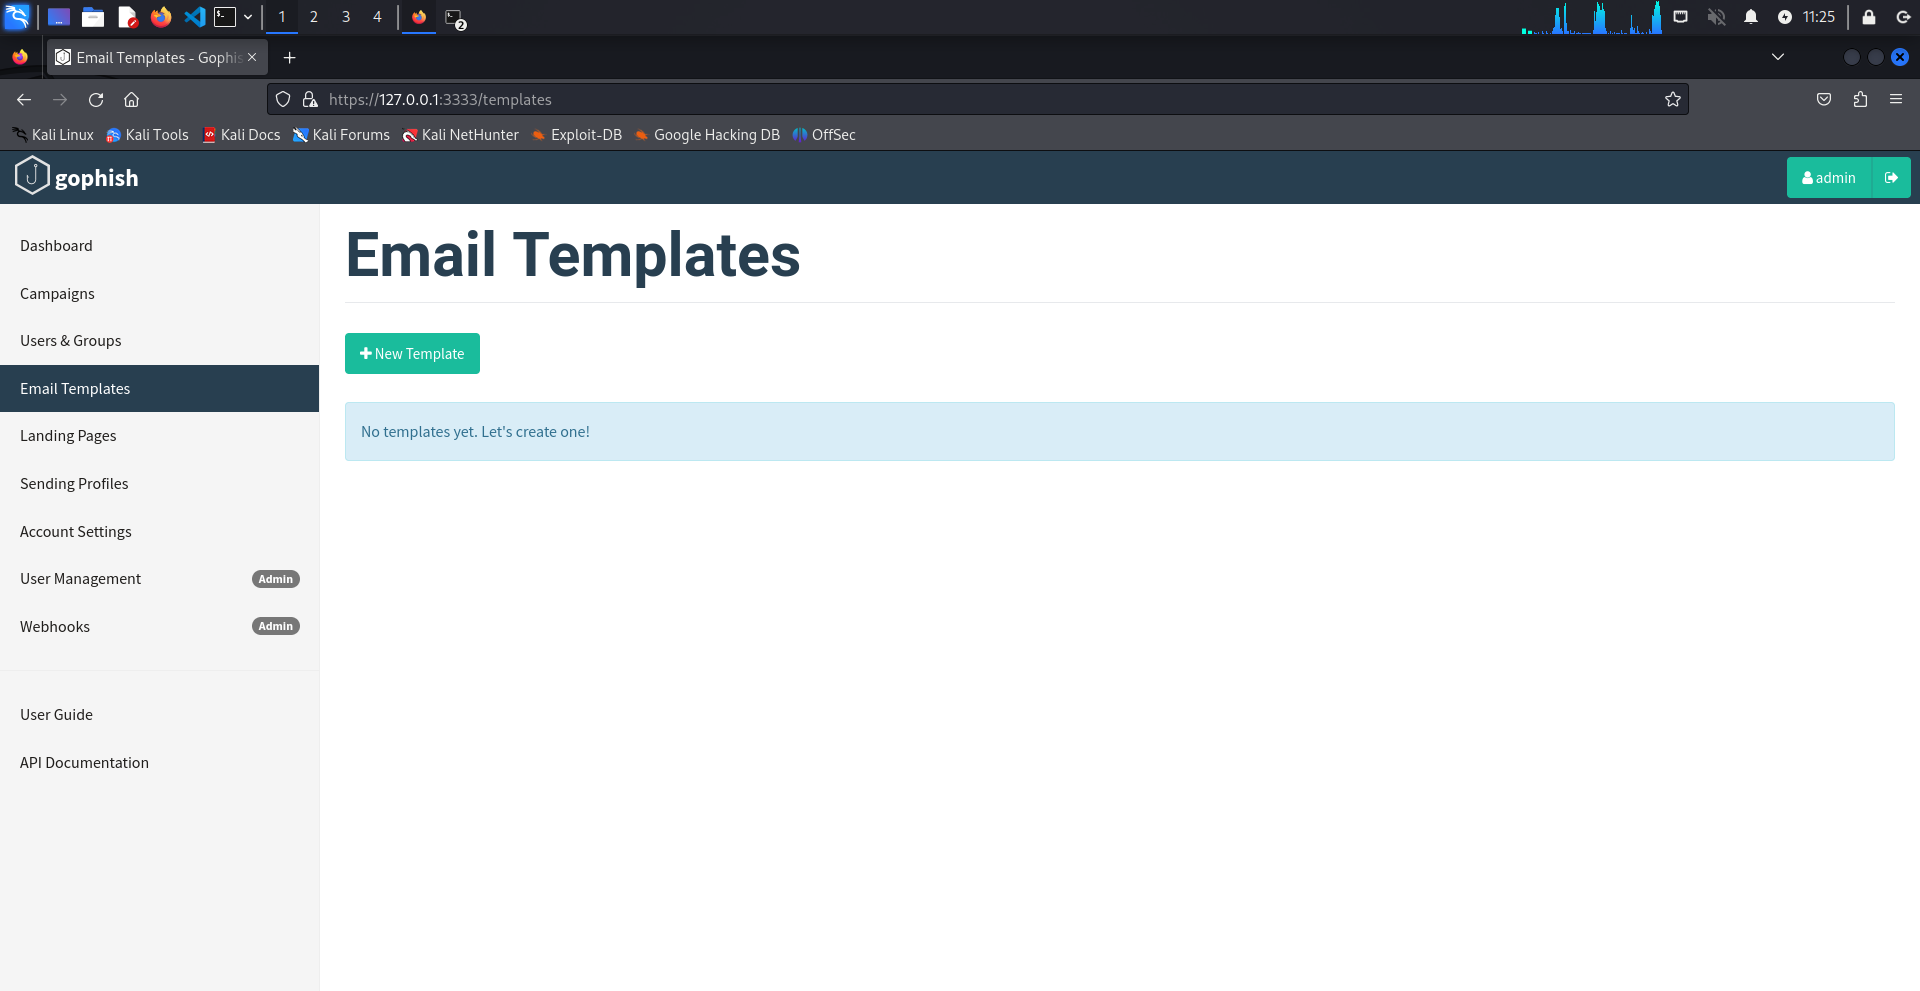 1 2 3 4 2 11:25
Email Templates - Gophis
https://127.0.0.1:3333/templates
Kali Linux Kali Tools Kali Docs Kali Forums Kali NetHunter Exploit-DB Google Hacking DB OffSec
gophish admin
Dashboard
Campaigns
Users & Groups
Email Templates
Landing Pages
Sending Profiles
Account Settings
User Management Admin
Webhooks Admin
User Guide
API Documentation
Email Templates
New Template
No templates yet. Let's create one!